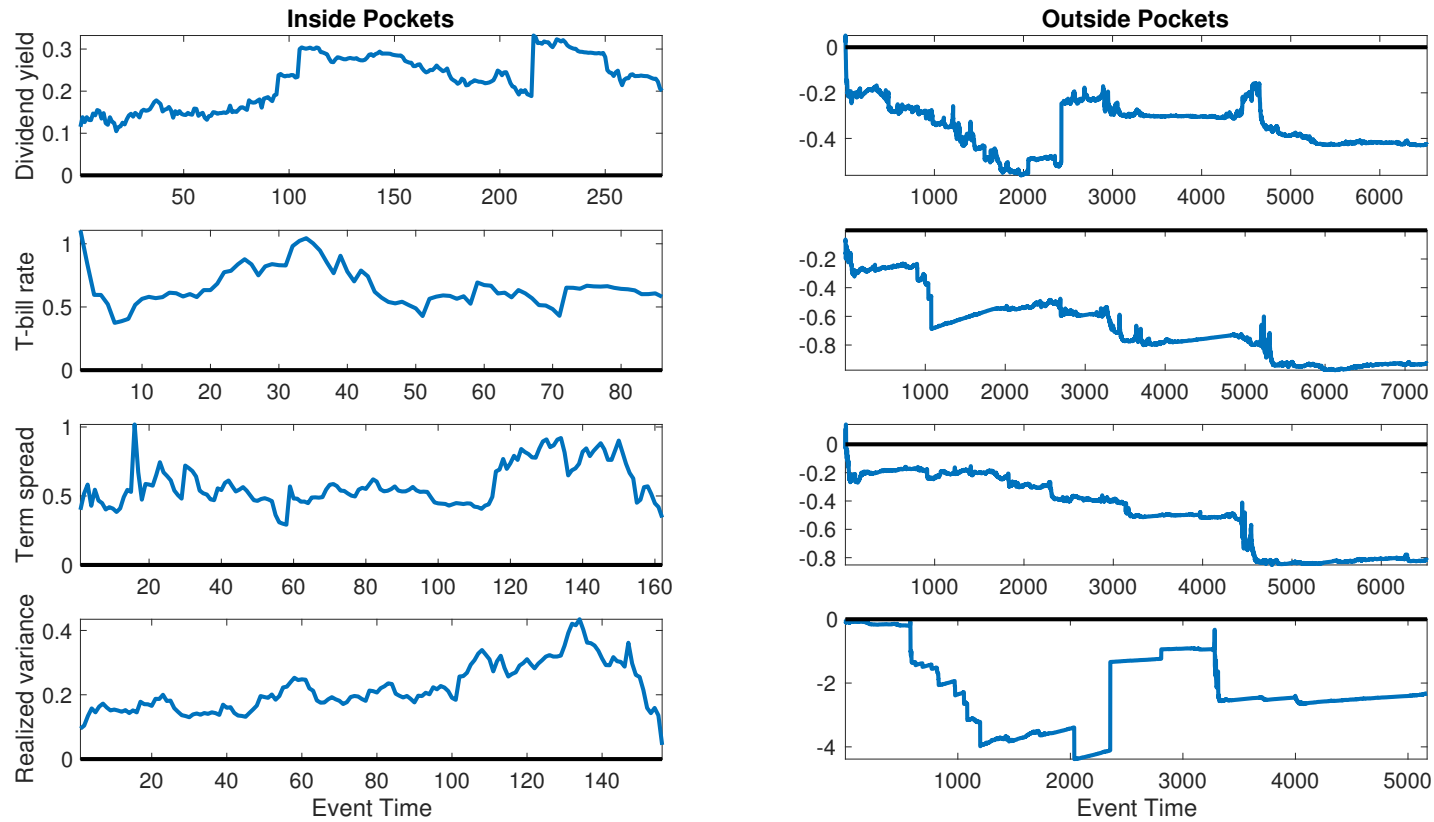 Inside Pockets
Outside Pockets
Dividend yield
0.3
0.2
0.1
0
50 100 150 200 250
0
-0.2
-0.4
1000 2000 3000 4000 5000 6000
T-bill rate
1
0.5
0
10 20 30 40 50 60 70 80
-0.2
-0.4
-0.6
-0.8
1000 2000 3000 4000 5000 6000 7000
Term spread
1
0.5
0
20 40 60 80 100 120 140 160
0
-0.2
-0.4
-0.6
-0.8
1000 2000 3000 4000 5000 6000
Realized variance
0.4
0.2
0
20 40 60 80 100 120 140
Event Time
0
-2
-4
1000 2000 3000 4000 5000
Event Time